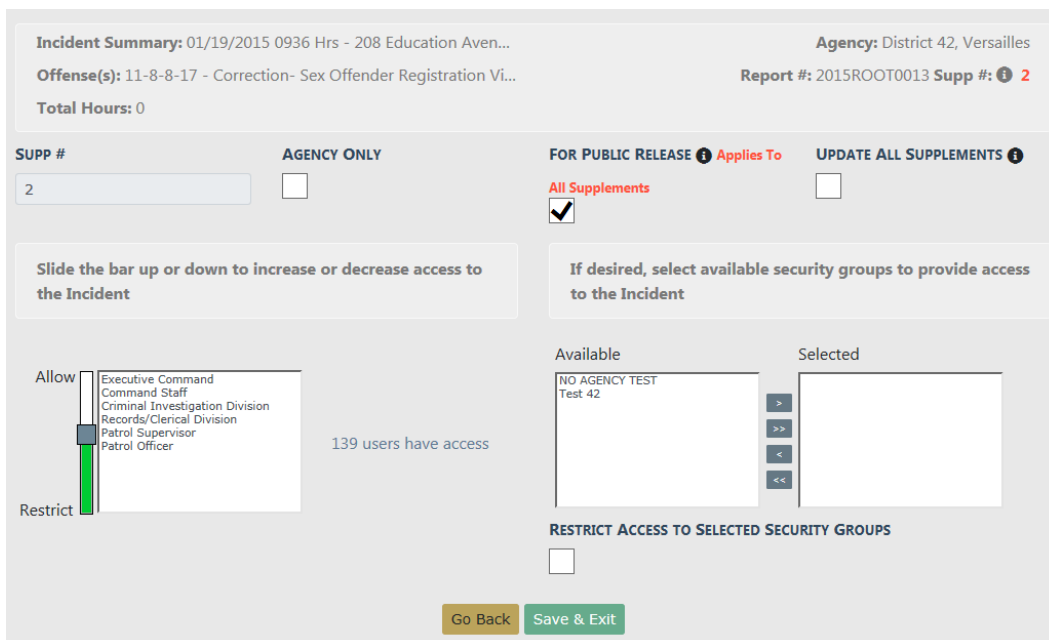 Incident Summary: 01/19/2015 0936 Hrs - 208 Education Aven...
Agency: District 42, Versailles
Offense(s): 11-8-8-17 - Correction- Sex Offender Registration Vi...
Report #: 2015ROOT0013 Supp #: 2
Total Hours: 0
SUPP #
AGENCY ONLY
FOR PUBLIC RELEASE Applies To
All Supplements
UPDATE ALL SUPPLEMENTS
2
Slide the bar up or down to increase or decrease access to
the Incident
If desired, select available security groups to provide access
to the Incident
Allow
Executive Command
Command Staff
Criminal Investigation Division
Records/Clerical Division
Patrol Supervisor
Patrol Officer
Restrict
139 users have access
Available
Selected
NO AGENCY TEST
Test 42
>
>>
<
<<
RESTRICT ACCESS TO SELECTED SECURITY GROUPS
Go Back
Save & Exit